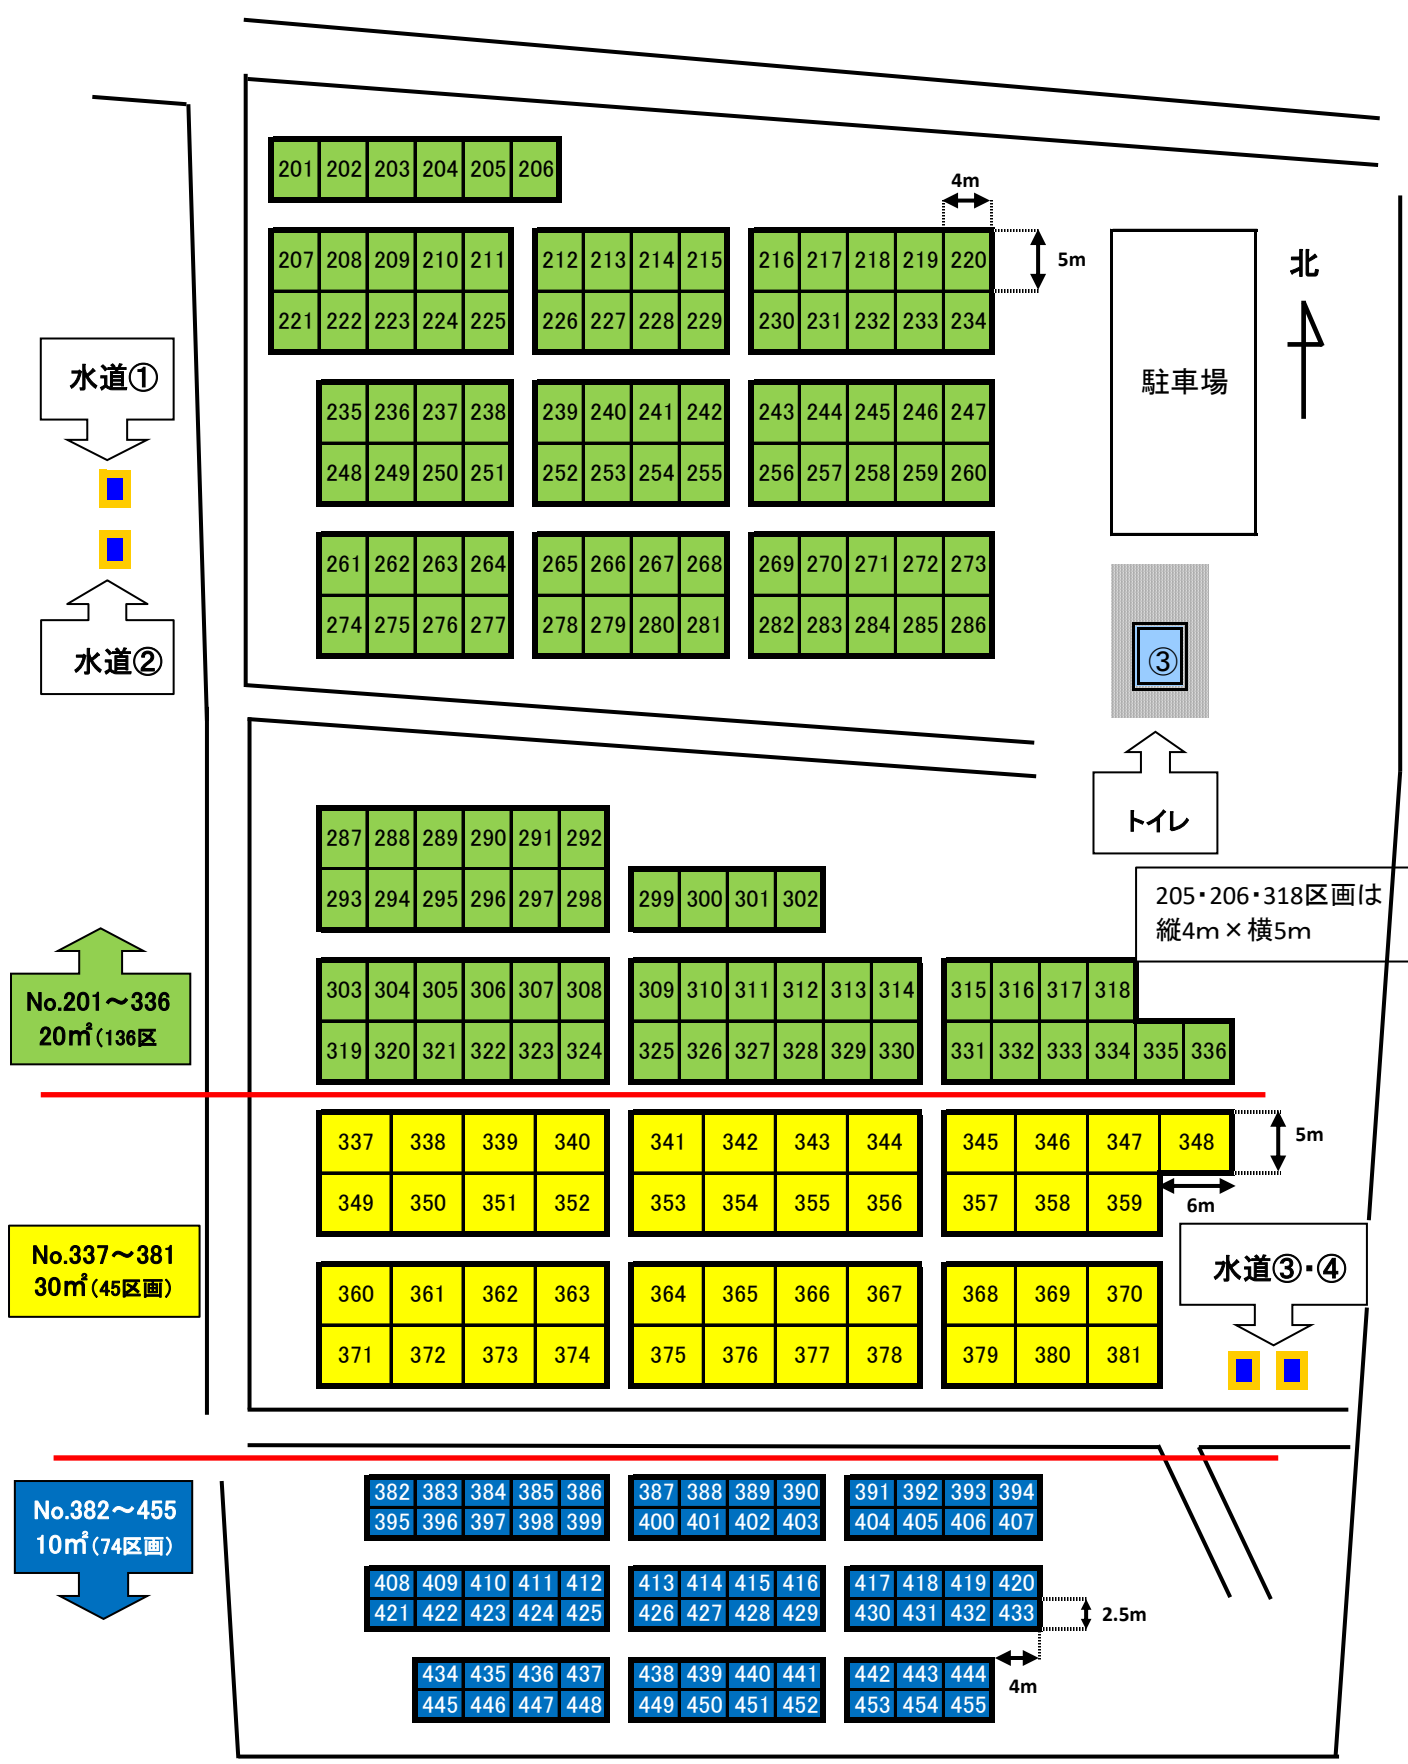 201 202 203 204 205 206
4m
207 208 209 210 211 212 213 214 215 216 217 218 219 220
5m
北
221 222 223 224 225 226 227 228 229 230 231 232 233 234
水道①
駐車場
235 236 237 238 239 240 241 242 243 244 245 246 247
248 249 250 251 252 253 254 255 256 257 258 259 260
261 262 263 264 265 266 267 268 269 270 271 272 273
274 275 276 277 278 279 280 281 282 283 284 285 286
水道②
③
トイレ
287 288 289 290 291 292
293 294 295 296 297 298 299 300 301 302
205・206・318区画は
縦4m×横5m
No.201～336
20㎡(136区
303 304 305 306 307 308 309 310 311 312 313 314 315 316 317 318
319 320 321 322 323 324 325 326 327 328 329 330 331 332 333 334 335 336
337 338 339 340 341 342 343 344 345 346 347 348
5m
349 350 351 352 353 354 355 356 357 358 359
6m
No.337～381
30㎡(45区画)
水道③・④
360 361 362 363 364 365 366 367 368 369 370
371 372 373 374 375 376 377 378 379 380 381
No.382～455
10㎡(74区画)
382 383 384 385 386 387 388 389 390 391 392 393 394
395 396 397 398 399 400 401 402 403 404 405 406 407
408 409 410 411 412 413 414 415 416 417 418 419 420
421 422 423 424 425 426 427 428 429 430 431 432 433
2.5m
434 435 436 437 438 439 440 441 442 443 444
4m
445 446 447 448 449 450 451 452 453 454 455